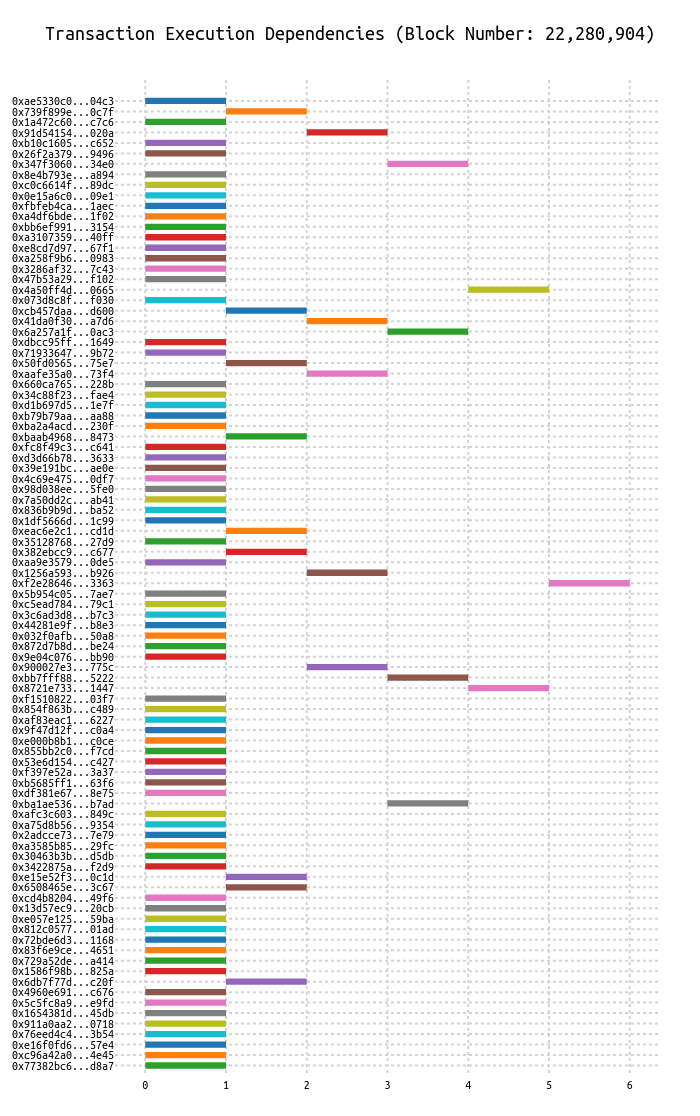 Transaction Execution Dependencies (Block Number: 22,280,904)
0xae5330c0...04c3
0x739f899e...0c7f
0x1a472c60...c7c6
0x91d54154...020a
0xb10c1605...c652
0x26f2a379...9496
0x347f3060...34e0
0x8e4b793e...a894
0xc0c6614f...89dc
0x0e15a6c0...09e1
0xfbfeb4ca...1aec
0xa4df6bde...1f02
0xbb6ef991...3154
0xa3107359...40ff
0xe8cd7d97...67f1
0xa258f9b6...0983
0x3286af32...7c43
0x47b53a29...f102
0x4a50ff4d...0665
0x073d8c8f...f030
0xcb457daa...d600
0x41da0f30...a7d6
0x6a257a1f...0ac3
0xdbcc95ff...1649
0x71933647...9b72
0x50fd0565...75e7
0xaafe35a0...73f4
0x660ca765...228b
0x34c88f23...fae4
0xd1b697d5...1e7f
0xb79b79aa...aa88
0xba2a4acd...230f
0xbaab4968...8473
0xfc8f49c3...c641
0xd3d66b78...3633
0x39e191bc...ae0e
0x4c69e475...0df7
0x98d038ee...5fe0
0x7a50dd2c...ab41
0x836b9b9d...ba52
0x1df5666d...1c99
0xeac6e2c1...cd1d
0x35128768...27d9
0x382ebcc9...c677
0xaa9e3579...0de5
0x1256a593...b926
0xf2e28646...3363
0x5b954c05...7ae7
0xc5ead784...79c1
0x3c6ad3d8...b7c3
0x44281e9f...b8e3
0x032f0afb...50a8
0x872d7b8d...be24
0x9e04c076...bb90
0x900027e3...775c
0xbb7fff88...5222
0x8721e733...1447
0xf1510822...03f7
0x854f863b...c489
0xaf83eac1...6227
0x9f47d12f...c0a4
0xe000b8b1...c0ce
0x855bb2c0...f7cd
0x53e6d154...c427
0xf397e52a...3a37
0xb5685ff1...63f6
0xdf381e67...8e75
0xba1ae536...b7ad
0xafc3c603...849c
0xa75d8b56...9354
0x2adcce73...7e79
0xa3585b85...29fc
0x30463b3b...d5db
0x3422875a...f2d9
0xe15e52f3...0c1d
0x6508465e...3c67
0xcd4b8204...49f6
0x13d57ec9...20cb
0xe057e125...59ba
0x812c0577...01ad
0x72bde6d3...1168
0x83f6e9ce...4651
0x729a52de...a414
0x1586f98b...825a
0x6db7f77d...c20f
0x4960e691...c676
0x5c5fc8a9...e9fd
0x1654381d...45db
0x911a0aa2...0718
0x76eed4c4...3b54
0xe16f0fd6...57e4
0xc96a42a0...4e45
0x77382bc6...d8a7
0 1 2 3 4 5 6